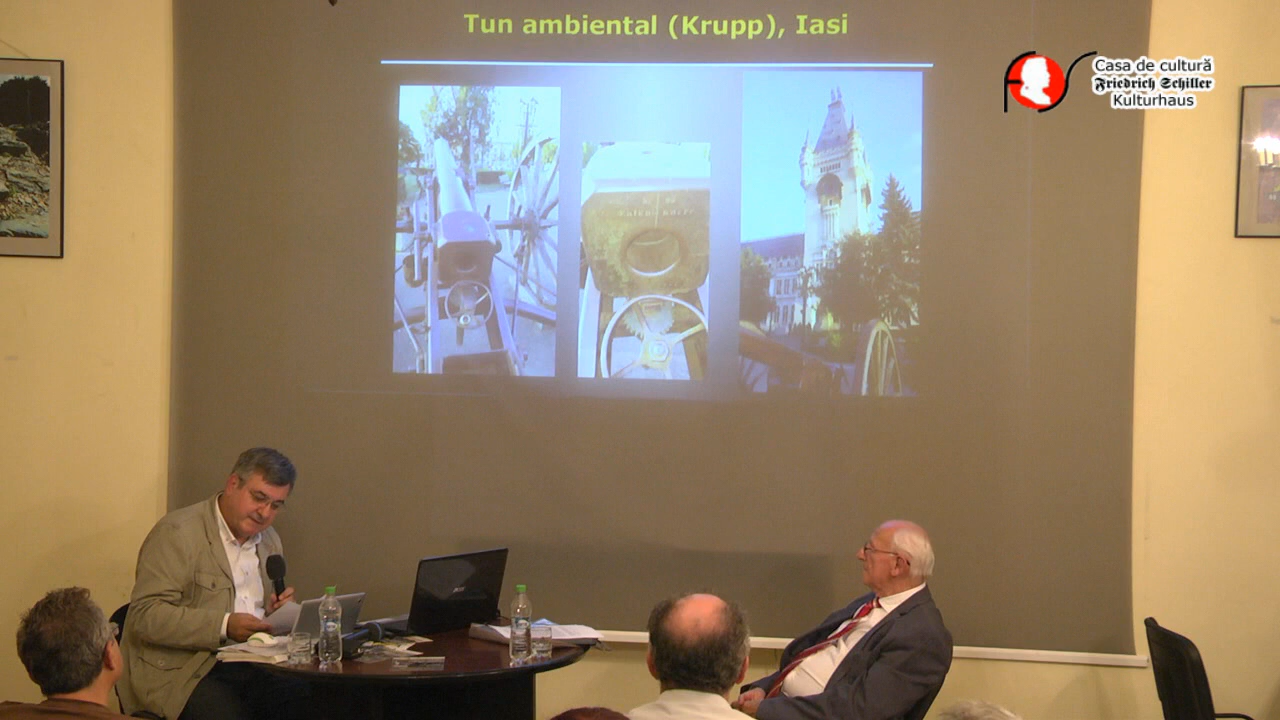 Tun ambiental (Krupp), Iasi
Casa de cultură
Friedrich Schiller
Kulturhaus